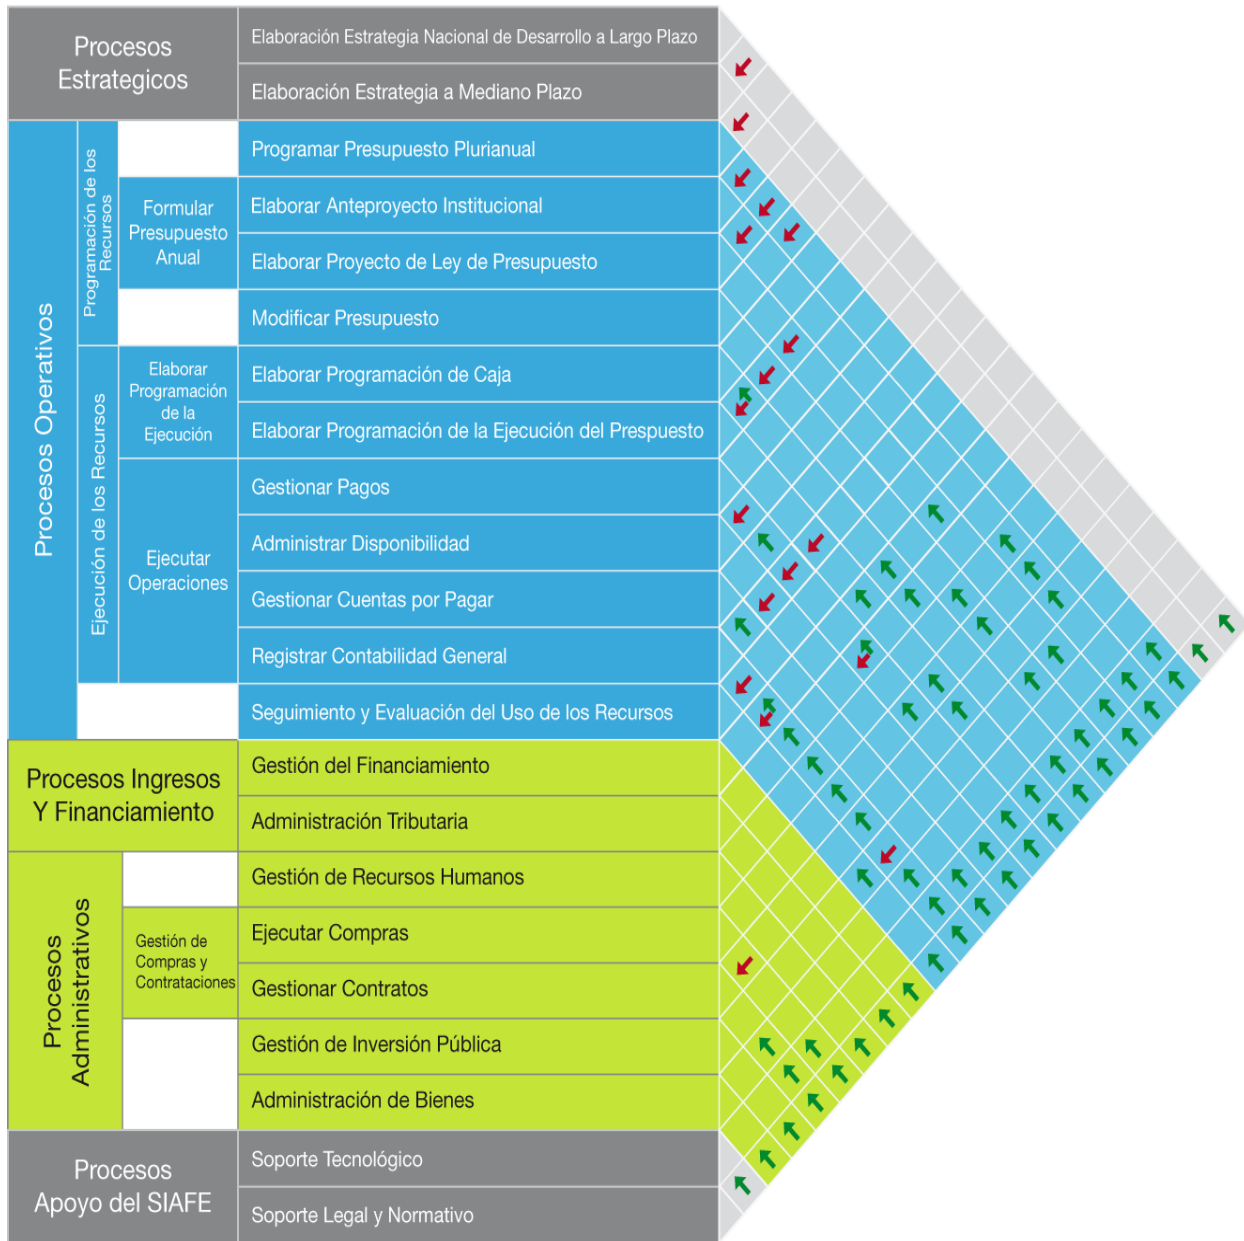 Procesos
Estrategicos
Elaboración Estrategia Nacional de Desarrollo a Largo Plazo
Elaboración Estrategia a Mediano Plazo
Procesos Operativos
Programación de los
Recursos
Programar Presupuesto Plurianual
Formular
Presupuesto
Anual
Elaborar Anteproyecto Institucional
Elaborar Proyecto de Ley de Presupuesto
Modificar Presupuesto
Ejecución de los Recursos
Elaborar
Programación
de la
Ejecución
Elaborar Programación de Caja
Elaborar Programación de la Ejecución del Prespuesto
Ejecutar
Operaciones
Gestionar Pagos
Administrar Disponibilidad
Gestionar Cuentas por Pagar
Registrar Contabilidad General
Seguimiento y Evaluación del Uso de los Recursos
Procesos Ingresos
Y Financiamiento
Gestión del Financiamiento
Administración Tributaria
Procesos
Administrativos
Gestión de Recursos Humanos
Gestión de
Compras y
Contrataciones
Ejecutar Compras
Gestionar Contratos
Gestión de Inversión Pública
Administración de Bienes
Procesos
Apoyo del SIAFE
Soporte Tecnológico
Soporte Legal y Normativo